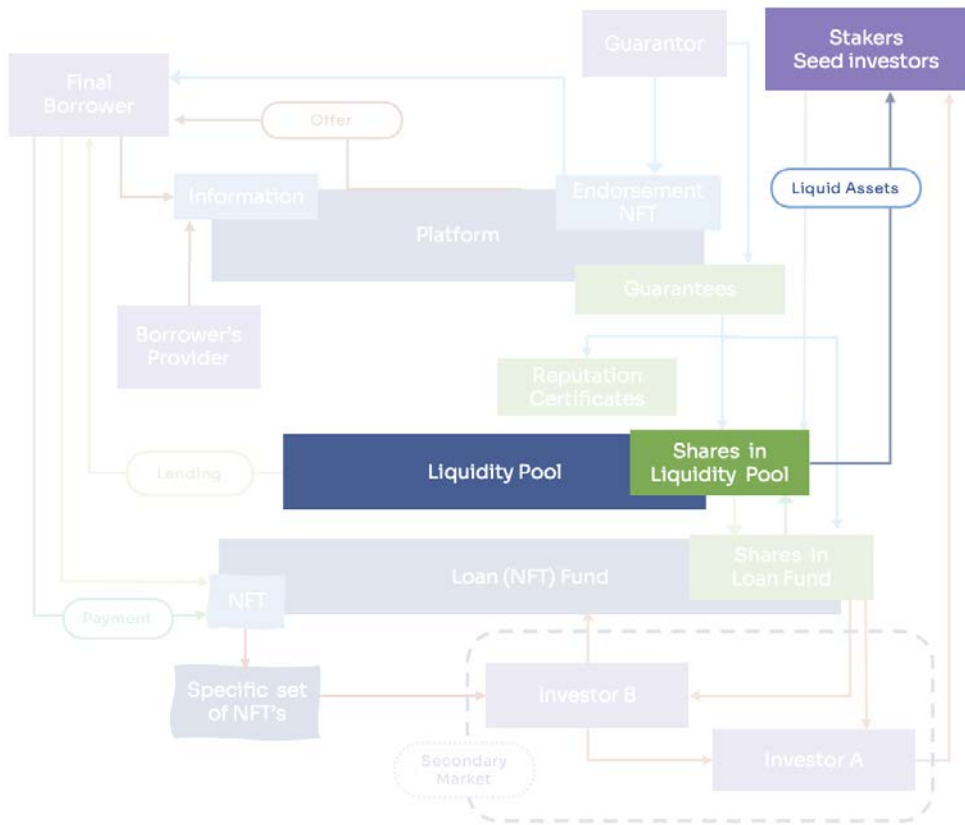 Guarantor
Stakers
Seed investors
Final
Borrower
Offer
Information
Endorsement
NFT
Liquid Assets
Platform
Guarantees
Borrower's
Provider
Reputation
Certificates
Lending
Liquidity Pool
Shares in
Liquidity Pool
Loan (NFT) Fund
Shares in
Loan Fund
NFT
Payment
Specific set
of NFT's
Investor B
Secondary
Market
Investor A